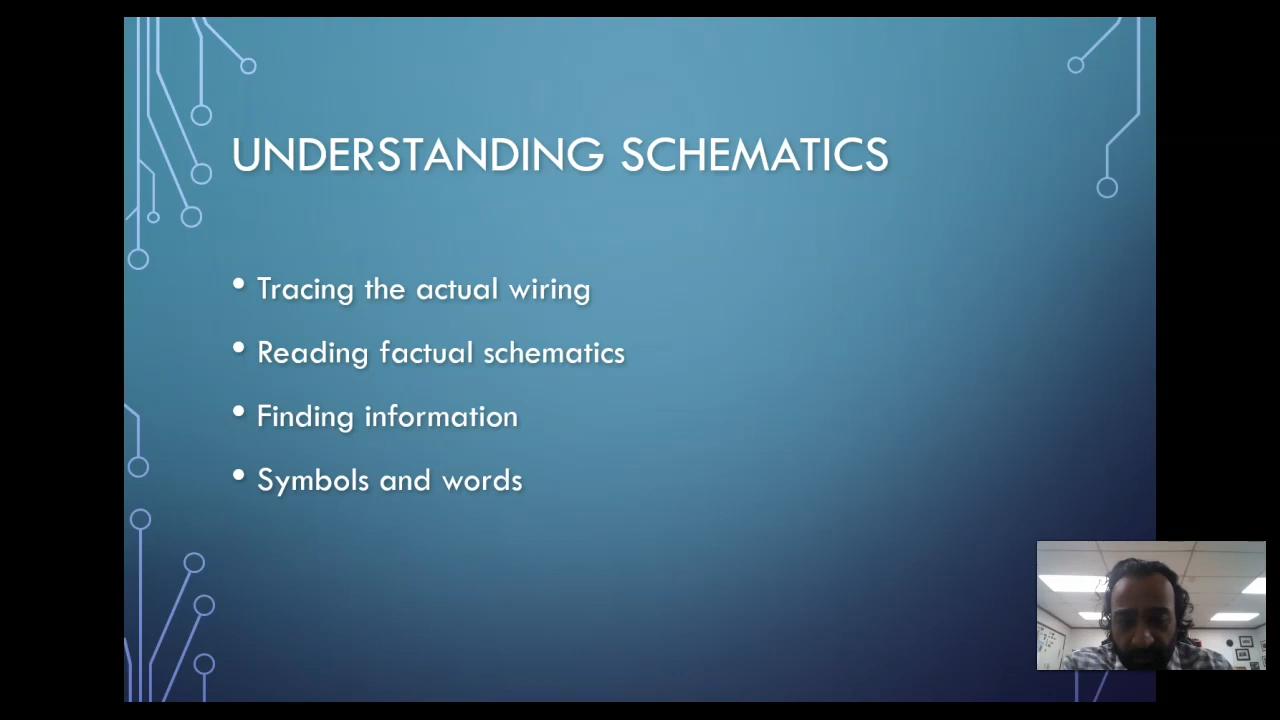 UNDERSTANDING SCHEMATICS
• Tracing the actual wiring
• Reading factual schematics
• Finding information
• Symbols and words